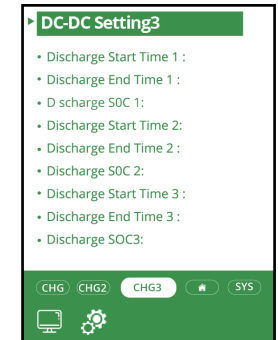 DC-DC Setting3
• Discharge Start Time 1 :
• Discharge End Time 1 :
• D scharge S0C 1:
• Discharge Start Time 2:
• Discharge End Time 2 :
• Discharge S0C 2:
• Discharge Start Time 3 :
• Discharge End Time 3 :
• Discharge SOC3:
CHG CHG2 CHG3 SYS